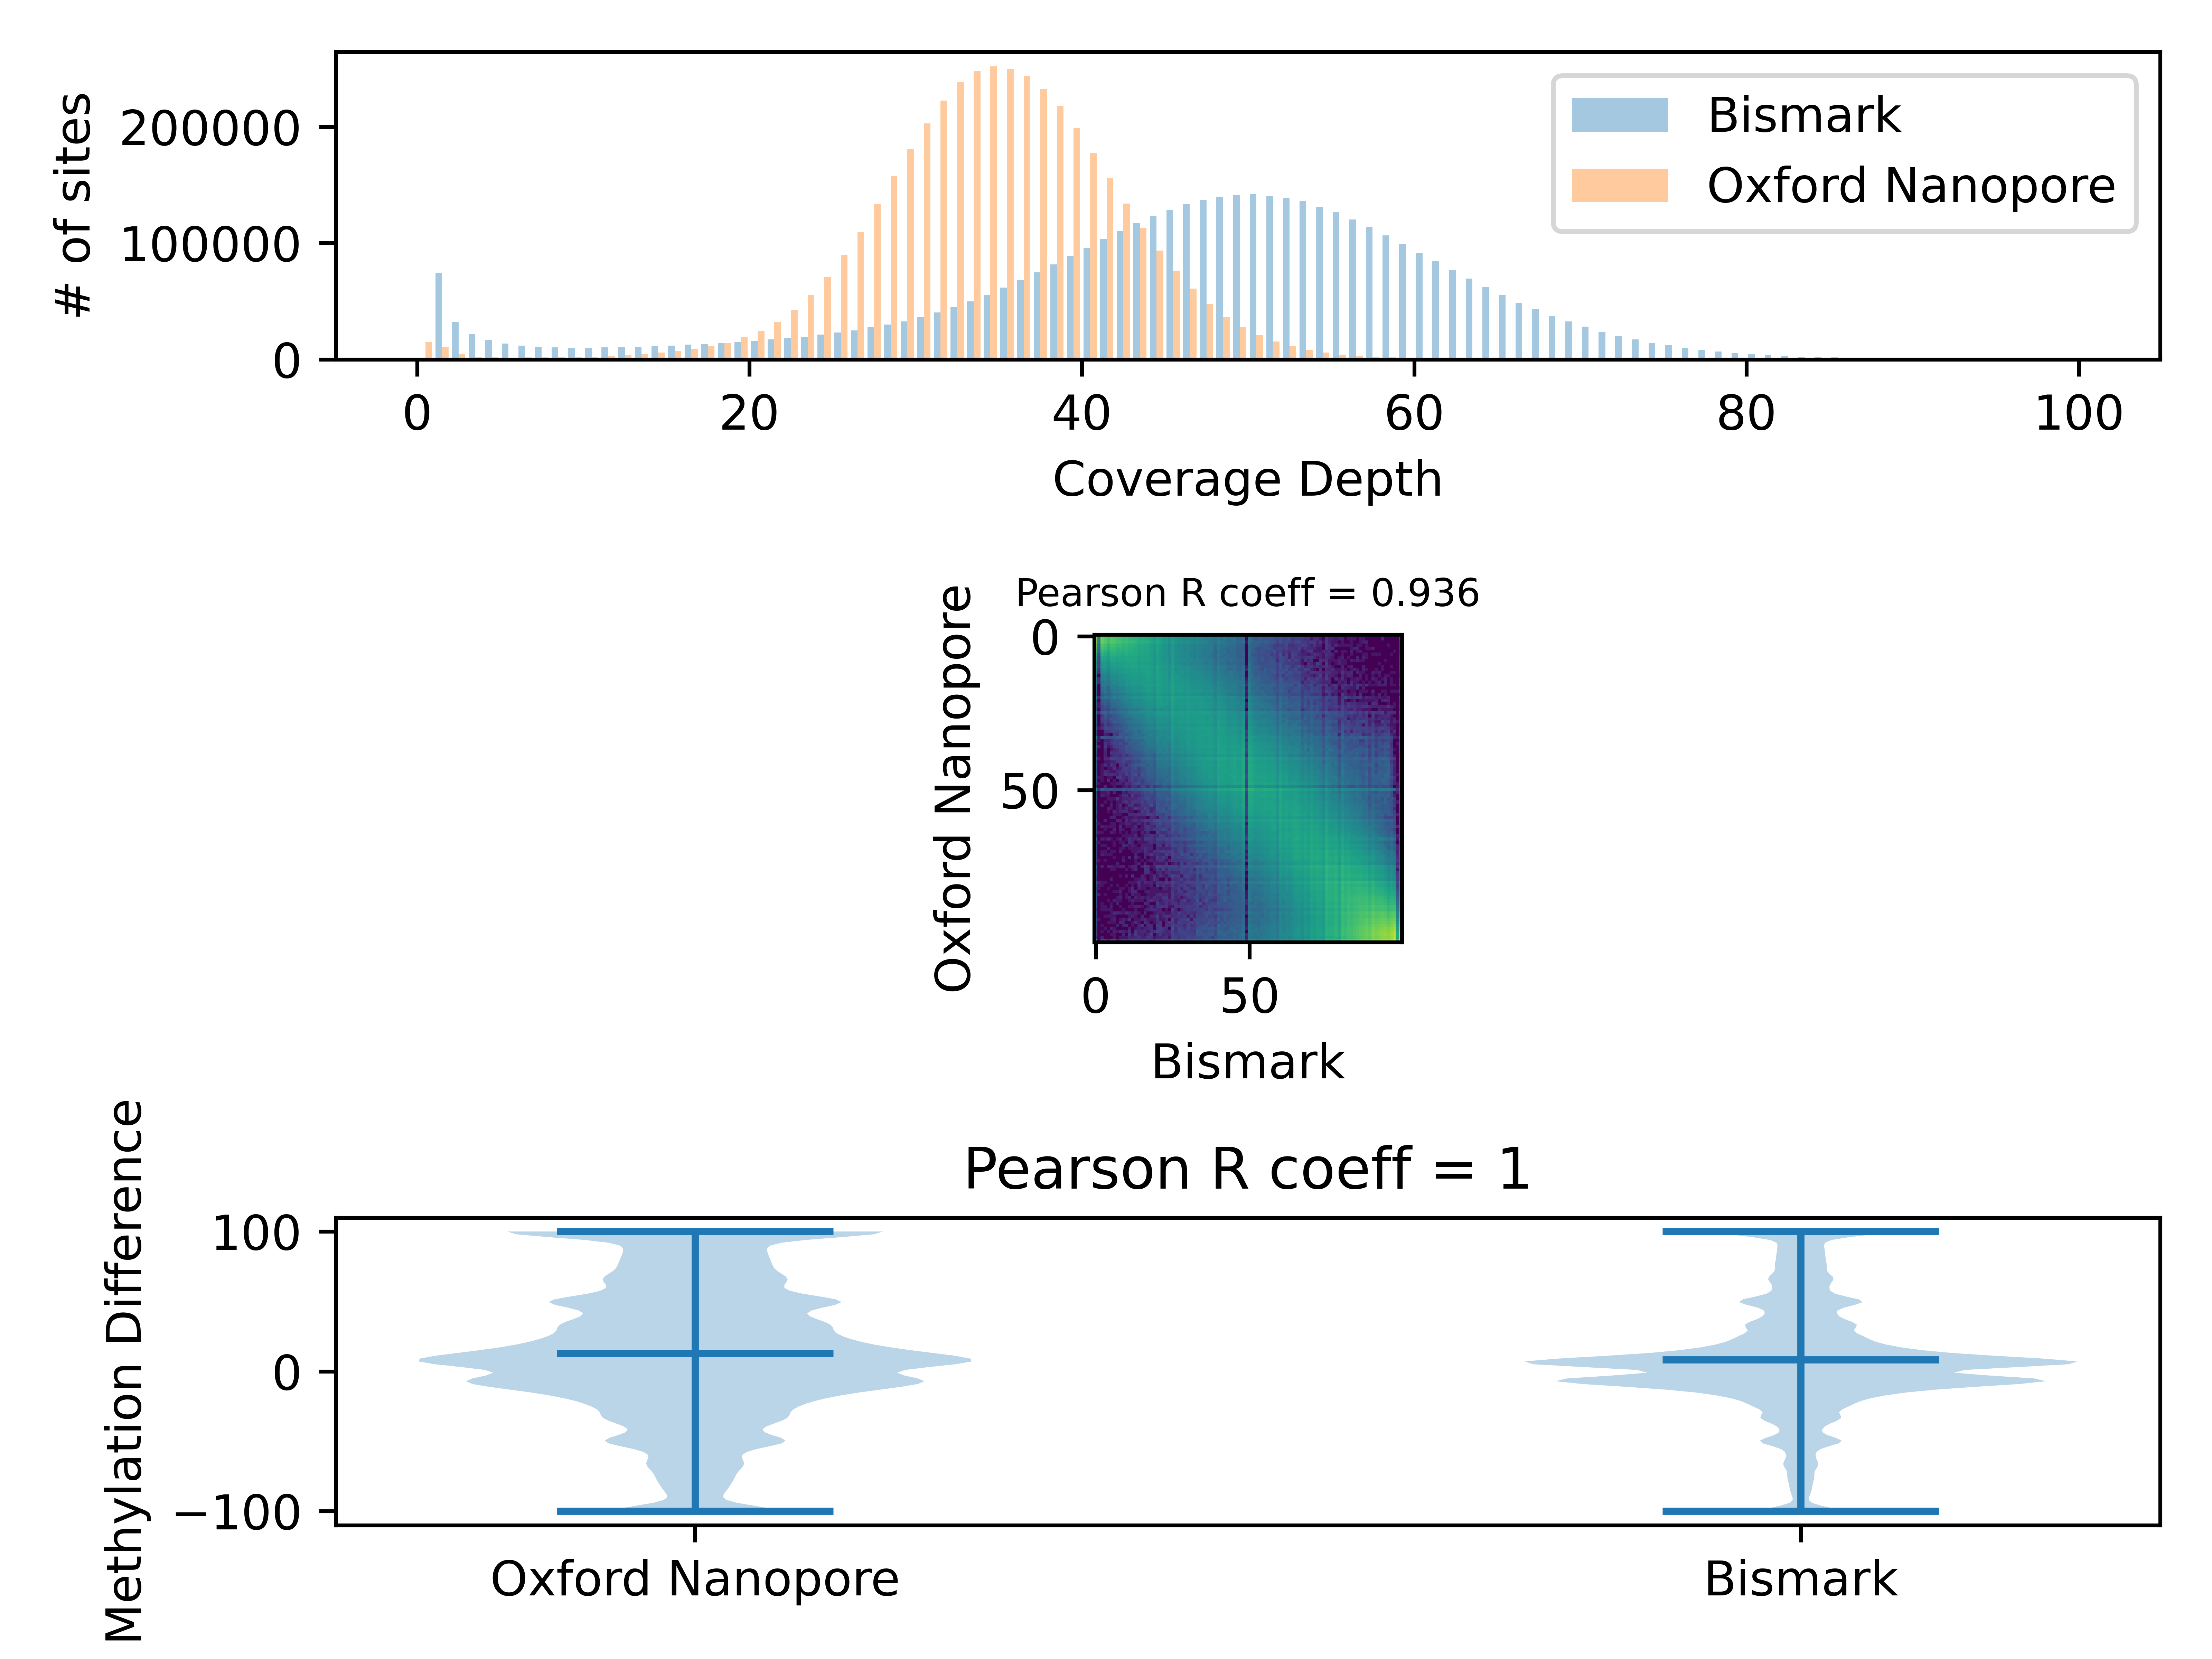 # of sites
200000
100000
0
Bismark
Oxford Nanopore
0 20 40 60 80 100
Coverage Depth
Pearson R coeff = 0.936
Oxford Nanopore
0
50
0 50
Bismark
Pearson R coeff = 1
Methylation Difference
100
0
−100
Oxford Nanopore Bismark